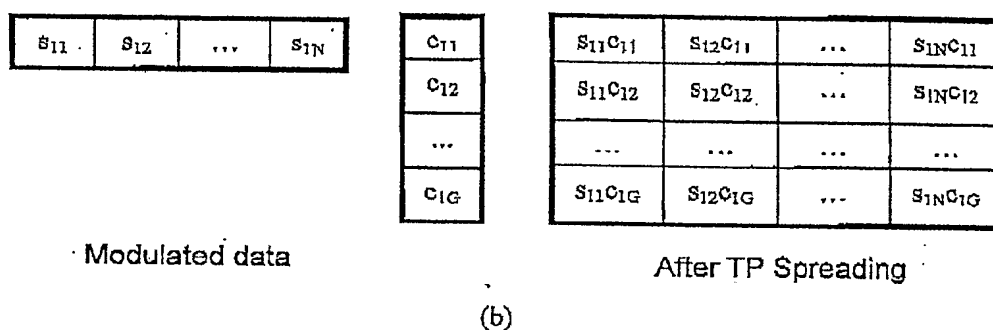 S11 S12 ... S1N
C11
C12
...
C1G
S11C11 S12C11 ... S1NC11
S11C12 S12C12 ... S1NC12
... ... ... ...
S11C1G S12C1G ... S1NC1G
Modulated data
After TP Spreading
(b)